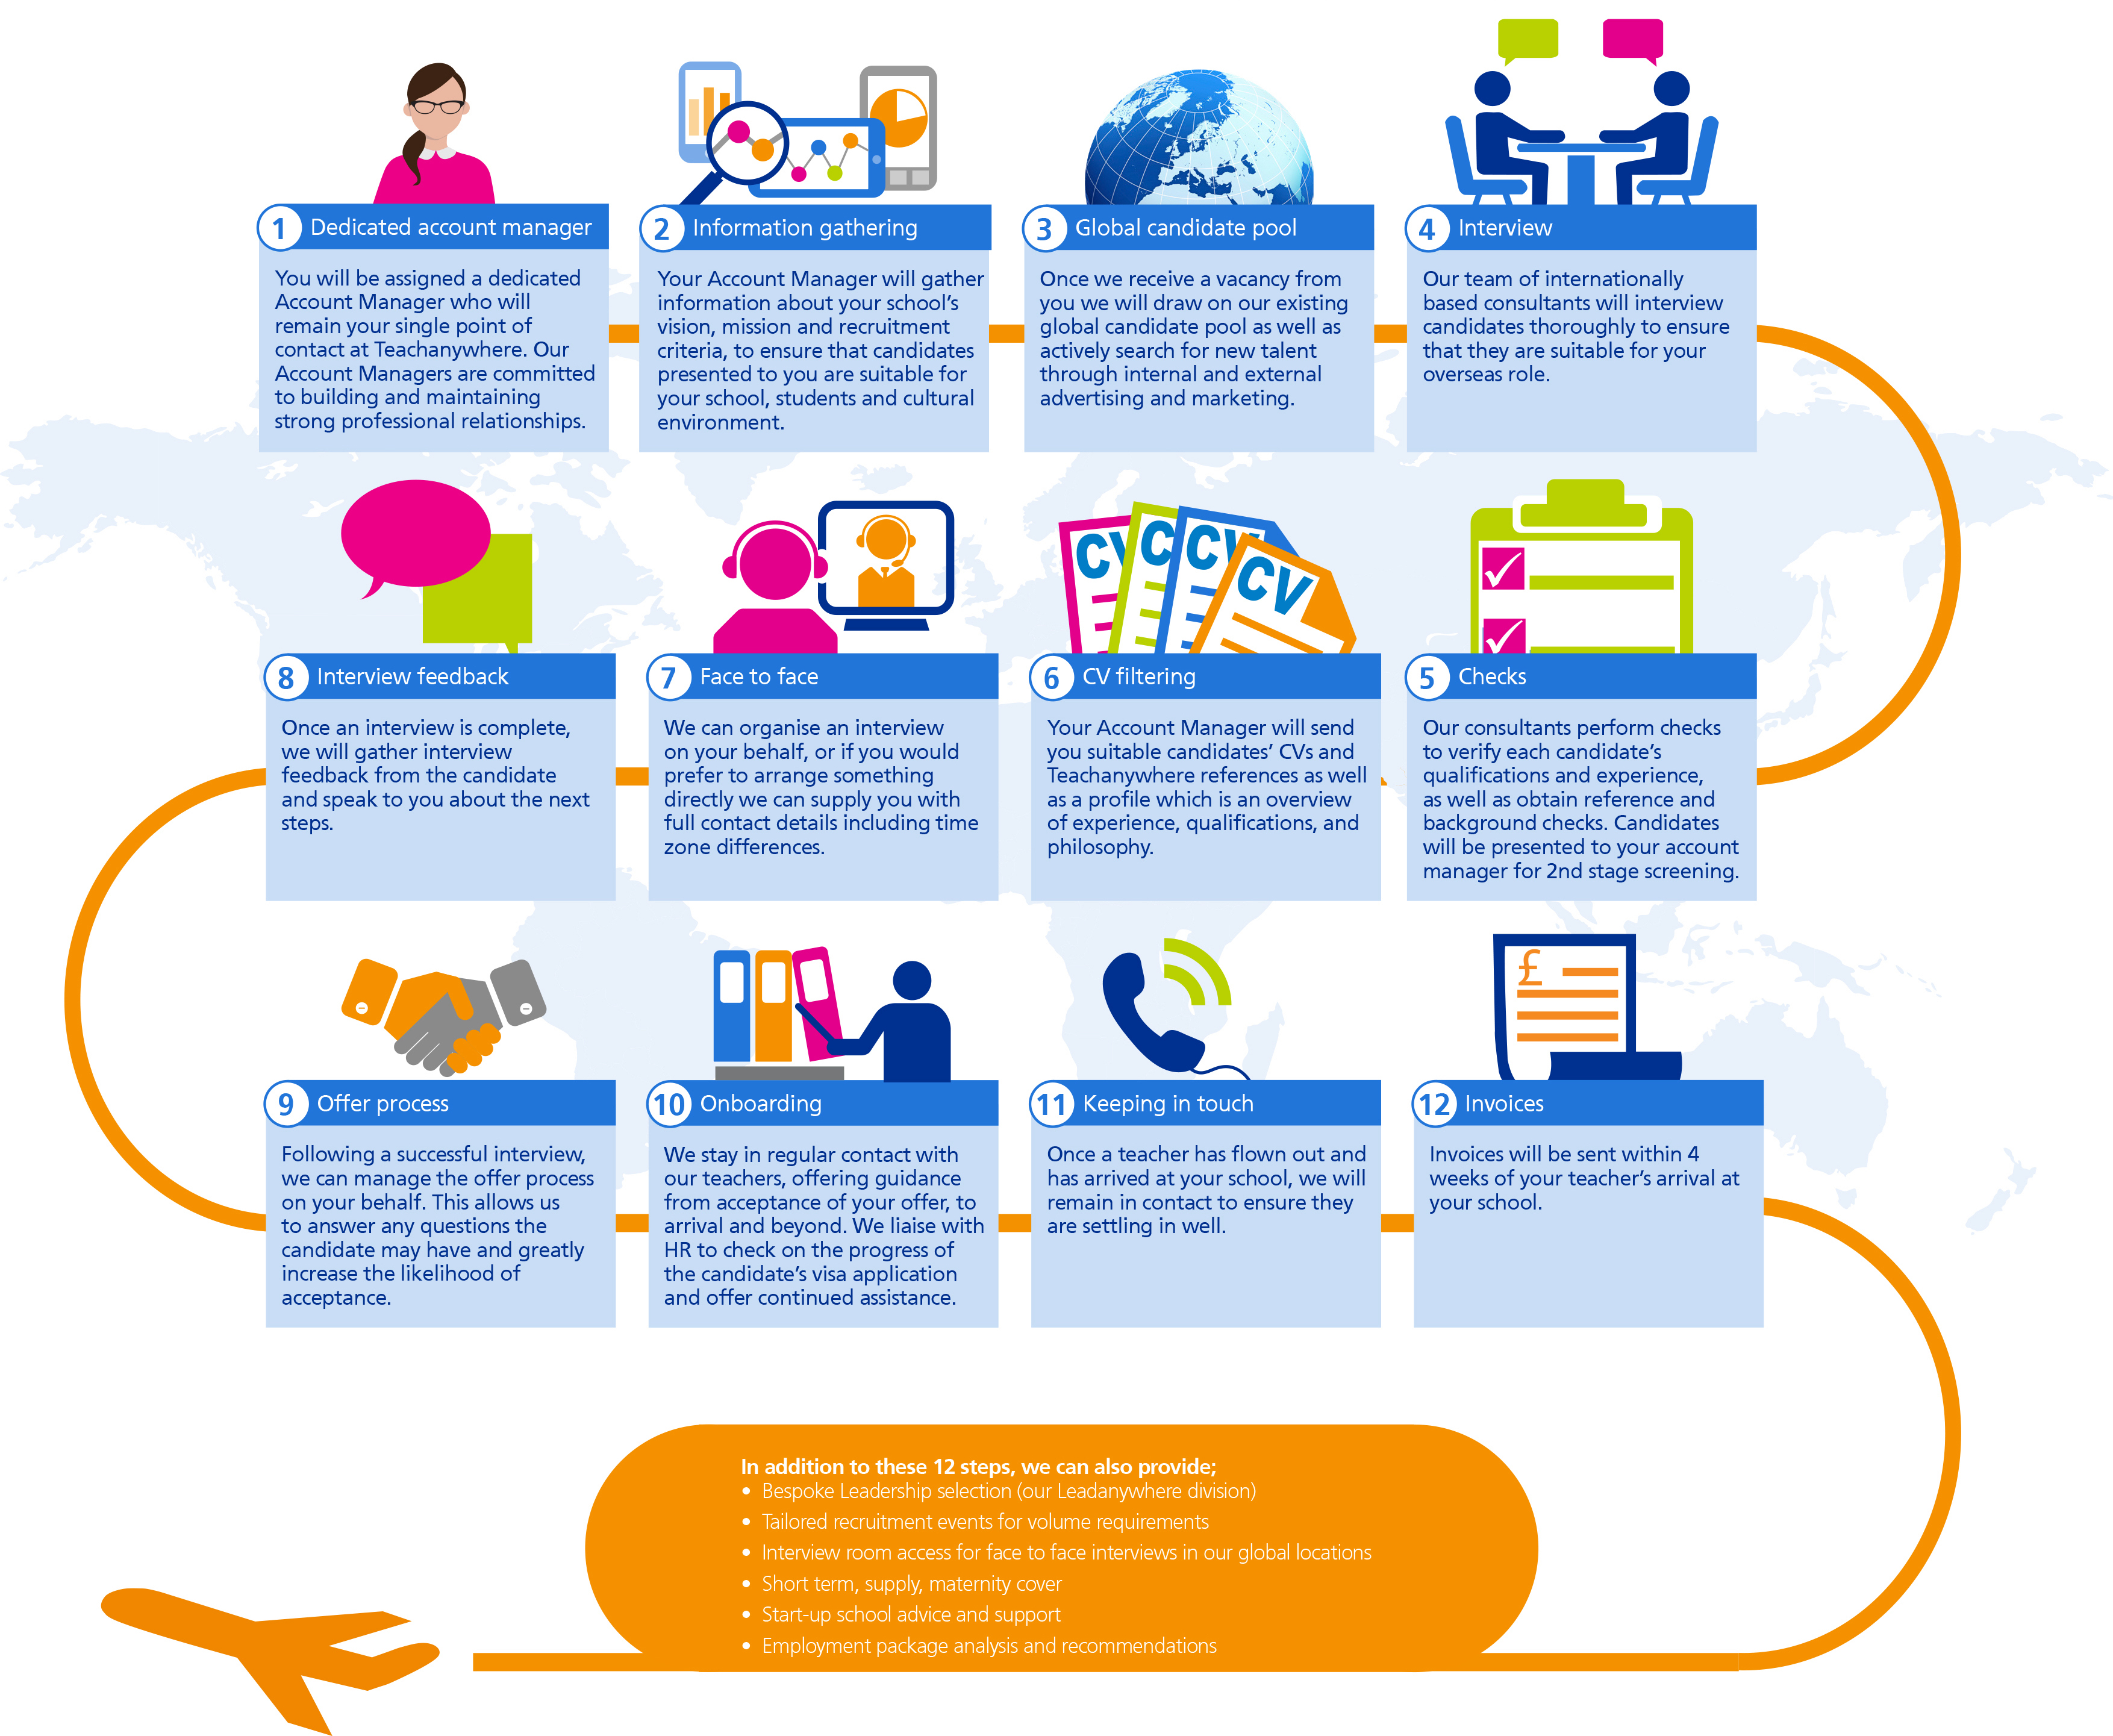 1 Dedicated account manager
You will be assigned a dedicated
Account Manager who will
remain your single point of
contact at Teachanywhere. Our
Account Managers are committed
to building and maintaining
strong professional relationships.
2 Information gathering
Your Account Manager will gather
information about your school's
vision, mission and recruitment
criteria, to ensure that candidates
presented to you are suitable for
your school, students and cultural
environment.
3 Global candidate pool
Once we receive a vacancy from
you we will draw on our existing
global candidate pool as well as
actively search for new talent
through internal and external
advertising and marketing.
4 Interview
Our team of internationally
based consultants will interview
candidates thoroughly to ensure
that they are suitable for your
overseas role.
5 Checks
Our consultants perform checks
to verify each candidate's
qualifications and experience,
as well as obtain reference and
background checks. Candidates
will be presented to your account
manager for 2nd stage screening.
CV
CV
CV
CV
6 CV filtering
Your Account Manager will send
you suitable candidates' CVs and
Teachanywhere references as well
as a profile which is an overview
of experience, qualifications, and
philosophy.
7 Face to face
We can organise an interview
on your behalf, or if you would
prefer to arrange something
directly we can supply you with
full contact details including time
zone differences.
8 Interview feedback
Once an interview is complete,
we will gather interview
feedback from the candidate
and speak to you about the next
steps.
9 Offer process
Following a successful interview,
we can manage the offer process
on your behalf. This allows us
to answer any questions the
candidate may have and greatly
increase the likelihood of
acceptance.
10 Onboarding
We stay in regular contact with
our teachers, offering guidance
from acceptance of your offer, to
arrival and beyond. We liaise with
HR to check on the progress of
the candidate's visa application
and offer continued assistance.
11 Keeping in touch
Once a teacher has flown out and
has arrived at your school, we will
remain in contact to ensure they
are settling in well.
£
12 Invoices
Invoices will be sent within 4
weeks of your teacher's arrival at
your school.
In addition to these 12 steps, we can also provide;
• Bespoke Leadership selection (our Leadanywhere division)
• Tailored recruitment events for volume requirements
• Interview room access for face to face interviews in our global locations
• Short term, supply, maternity cover
• Start-up school advice and support
• Employment package analysis and recommendations